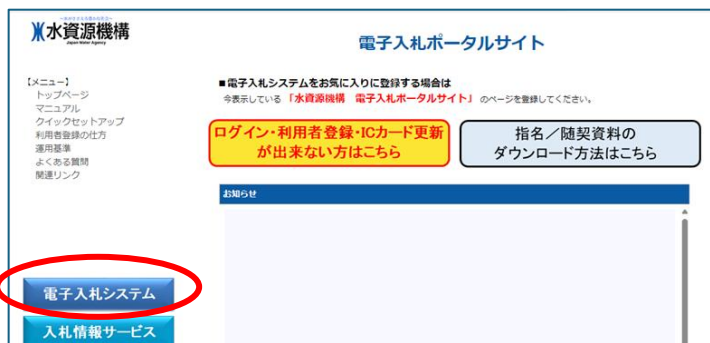 水資源機構
Japan Water Agency
電子入札ポータルサイト
【メニュー】
トップページ
マニュアル
クイックセットアップ
利用者登録の仕方
運用基準
よくある質問
関連リンク
■電子入札システムをお気に入りに登録する場合は
今表示している「水資源機構　電子入札ポータルサイト」のページを登録してください。
ログイン・利用者登録・ICカード更新
が出来ない方はこちら
指名／随契資料の
ダウンロード方法はこちら
お知らせ
電子入札システム
入札情報サービス